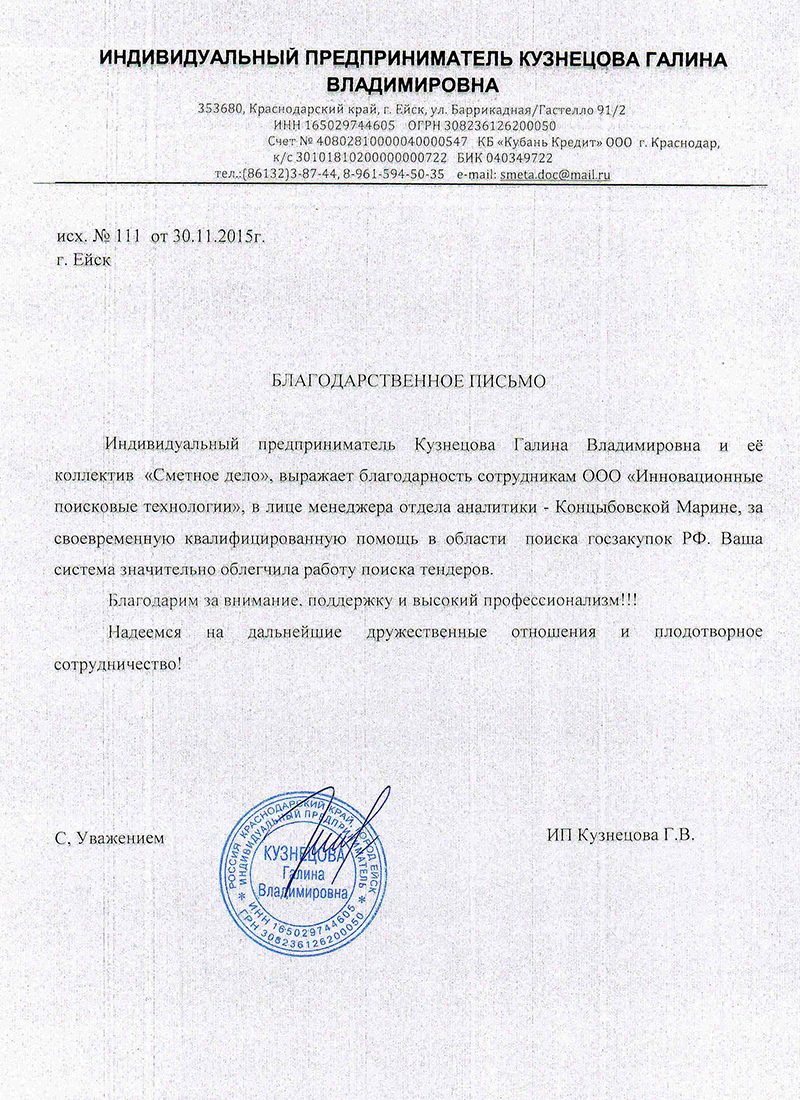 ИНДИВИДУАЛЬНЫЙ ПРЕДПРИНИМАТЕЛЬ КУЗНЕЦОВА ГАЛИНА
ВЛАДИМИРОВНА
353680, Краснодарский край, г. Ейск, ул. Баррикадная/Гастелло 91/2
ИНН 165029744605 ОГРН 308236126200050
Счет № 40802810000040000547 КБ «Кубань Кредит» ООО г. Краснодар,
к/с 30101810200000000722 БИК 040349722
тел.:(86132)3-87-44, 8-961-594-50-35 e-mail: smeta.doc@mail.ru
исх. № 111 от 30.11.2015г.
г. Ейск
БЛАГОДАРСТВЕННОЕ ПИСЬМО
Индивидуальный предприниматель Кузнецова Галина Владимировна и её
коллектив «Сметное дело», выражает благодарность сотрудникам ООО «Инновационные
поисковые технологии», в лице менеджера отдела аналитики - Концыбовской Марине, за
своевременную квалифицированную помощь в области поиска госзакупок РФ. Ваша
система значительно облегчила работу поиска тендеров.
Благодарим за внимание, поддержку и высокий профессионализм!!!
Надеемся на дальнейшие дружественные отношения и плодотворное
сотрудничество!
С, Уважением
ИП Кузнецова Г.В.
РОССИЯ КРАСНОДАРСКИЙ КРАЙ, ГОРОД ЕЙСК
ИНДИВИДУАЛЬНЫЙ ПРЕДПРИНИМАТЕЛЬ
КУЗНЕЦОВА
Галина
Владимировна
ИНН 165029744605
ГРН 308236126200050